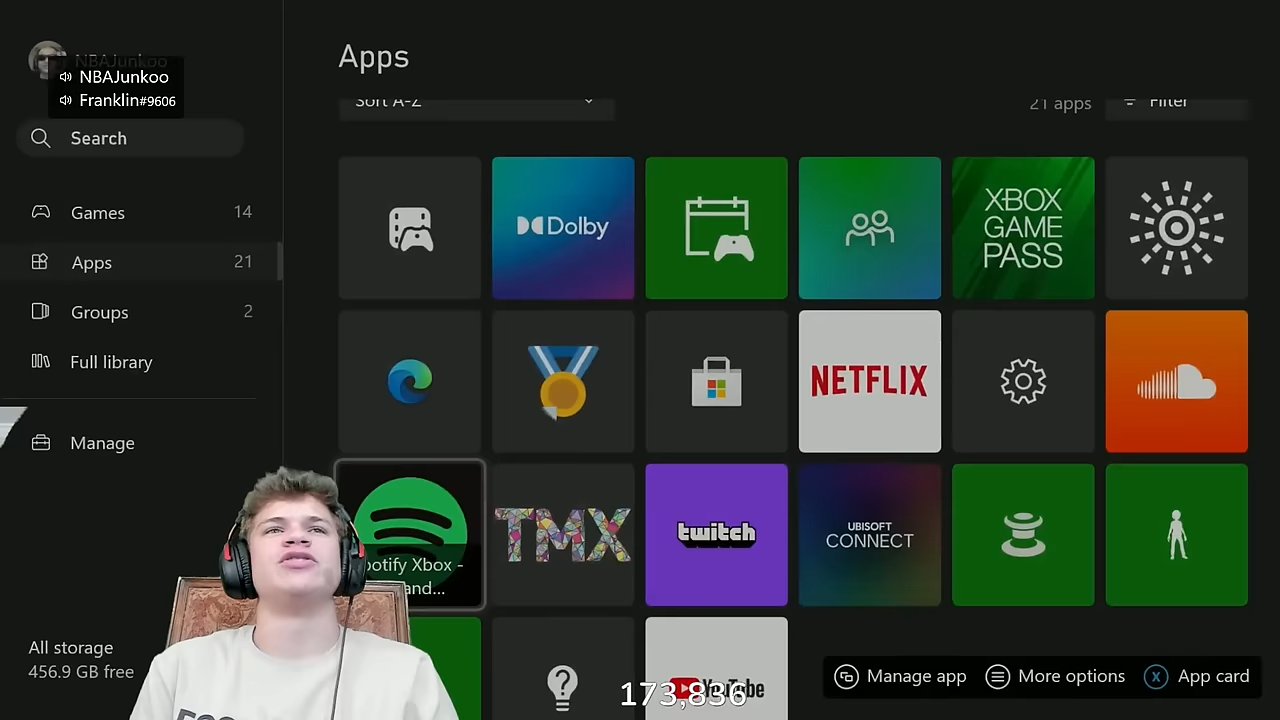 NBAJunkoo
NBAJunkoo
Franklin#9606
Search
Games 14
Apps 21
Groups 2
Full library
Manage
All storage
456.9 GB free
Apps
Sort A-Z
21 apps
Filter
Dolby
XBOX
GAME
PASS
NETFLIX
potify Xbox -
and...
TMX
twitch
UBISOFT
CONNECT
YouTube
173,836
Manage app
More options
X App card